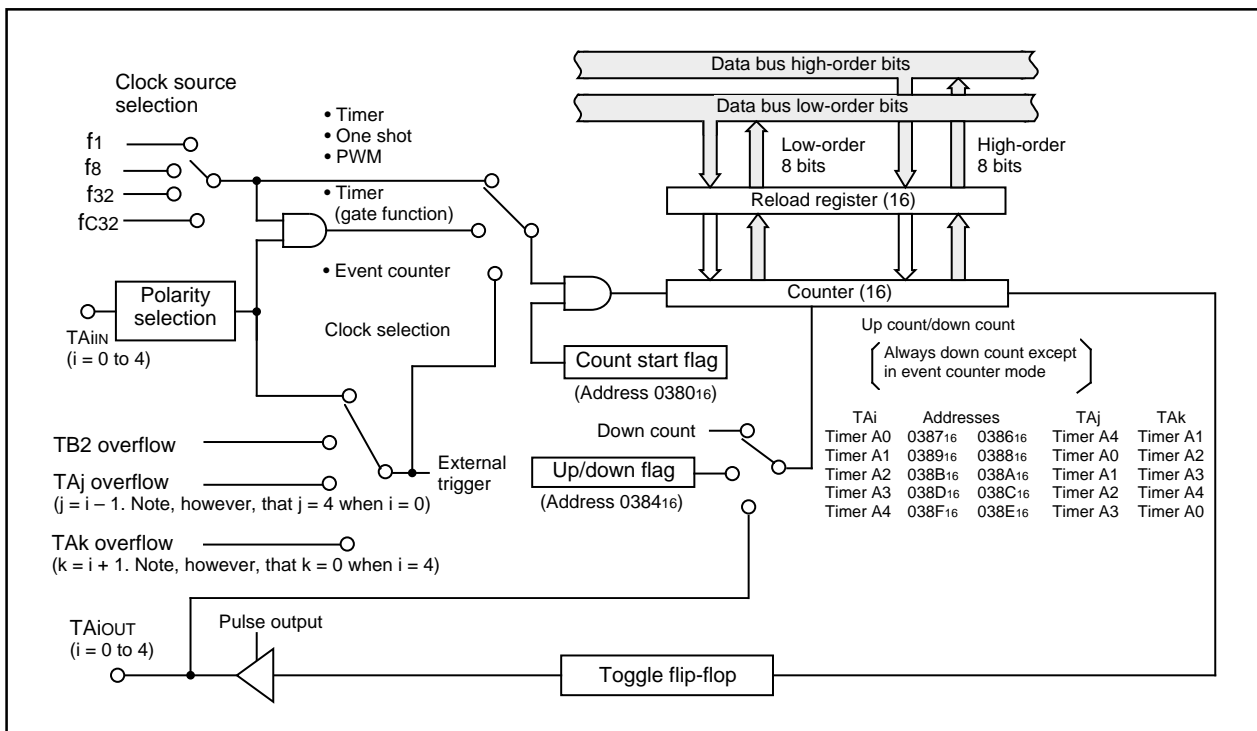 Clock source
selection
f1
f8
f32
fC32
• Timer
• One shot
• PWM
• Timer
(gate function)
• Event counter
Clock selection
Polarity
selection
TAiIN
(i = 0 to 4)
TB2 overflow
TAj overflow
(j = i – 1. Note, however, that j = 4 when i = 0)
TAk overflow
(k = i + 1. Note, however, that k = 0 when i = 4)
External
trigger
Data bus high-order bits
Data bus low-order bits
Low-order
8 bits
High-order
8 bits
Reload register (16)
Counter (16)
Count start flag
(Address 038016)
Up count/down count
Always down count except
in event counter mode
Down count
Up/down flag
(Address 038416)
TAi Addresses TAj TAk
Timer A0 038716 038616 Timer A4 Timer A1
Timer A1 038916 038816 Timer A0 Timer A2
Timer A2 038B16 038A16 Timer A1 Timer A3
Timer A3 038D16 038C16 Timer A2 Timer A4
Timer A4 038F16 038E16 Timer A3 Timer A0
TAiOUT
(i = 0 to 4)
Pulse output
Toggle flip-flop